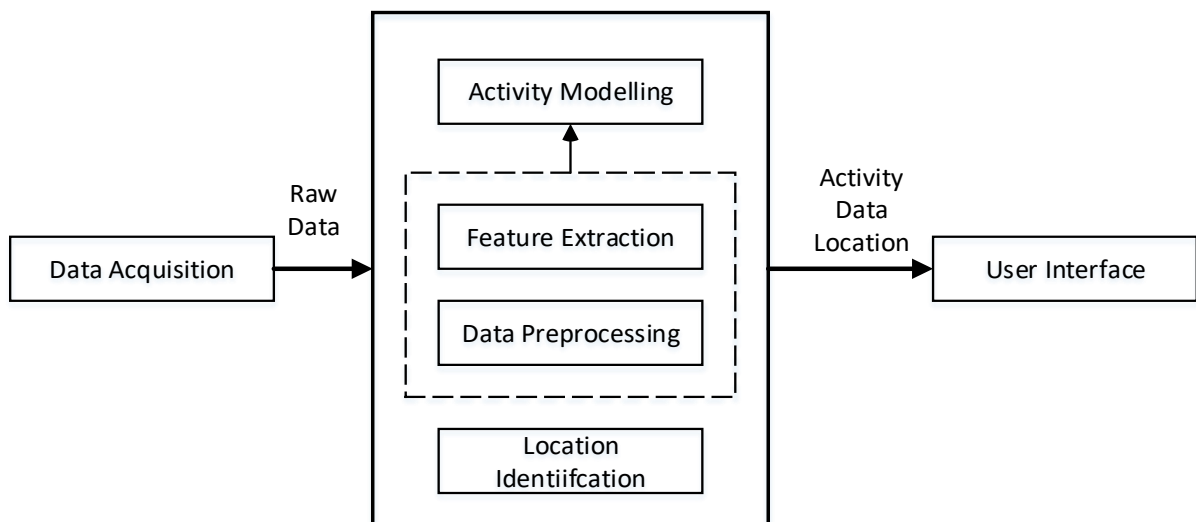 Activity Modelling
Raw
Data
Activity
Data
Location
Data Acquisition
Feature Extraction
User Interface
Data Preprocessing
Location
Identiifcation